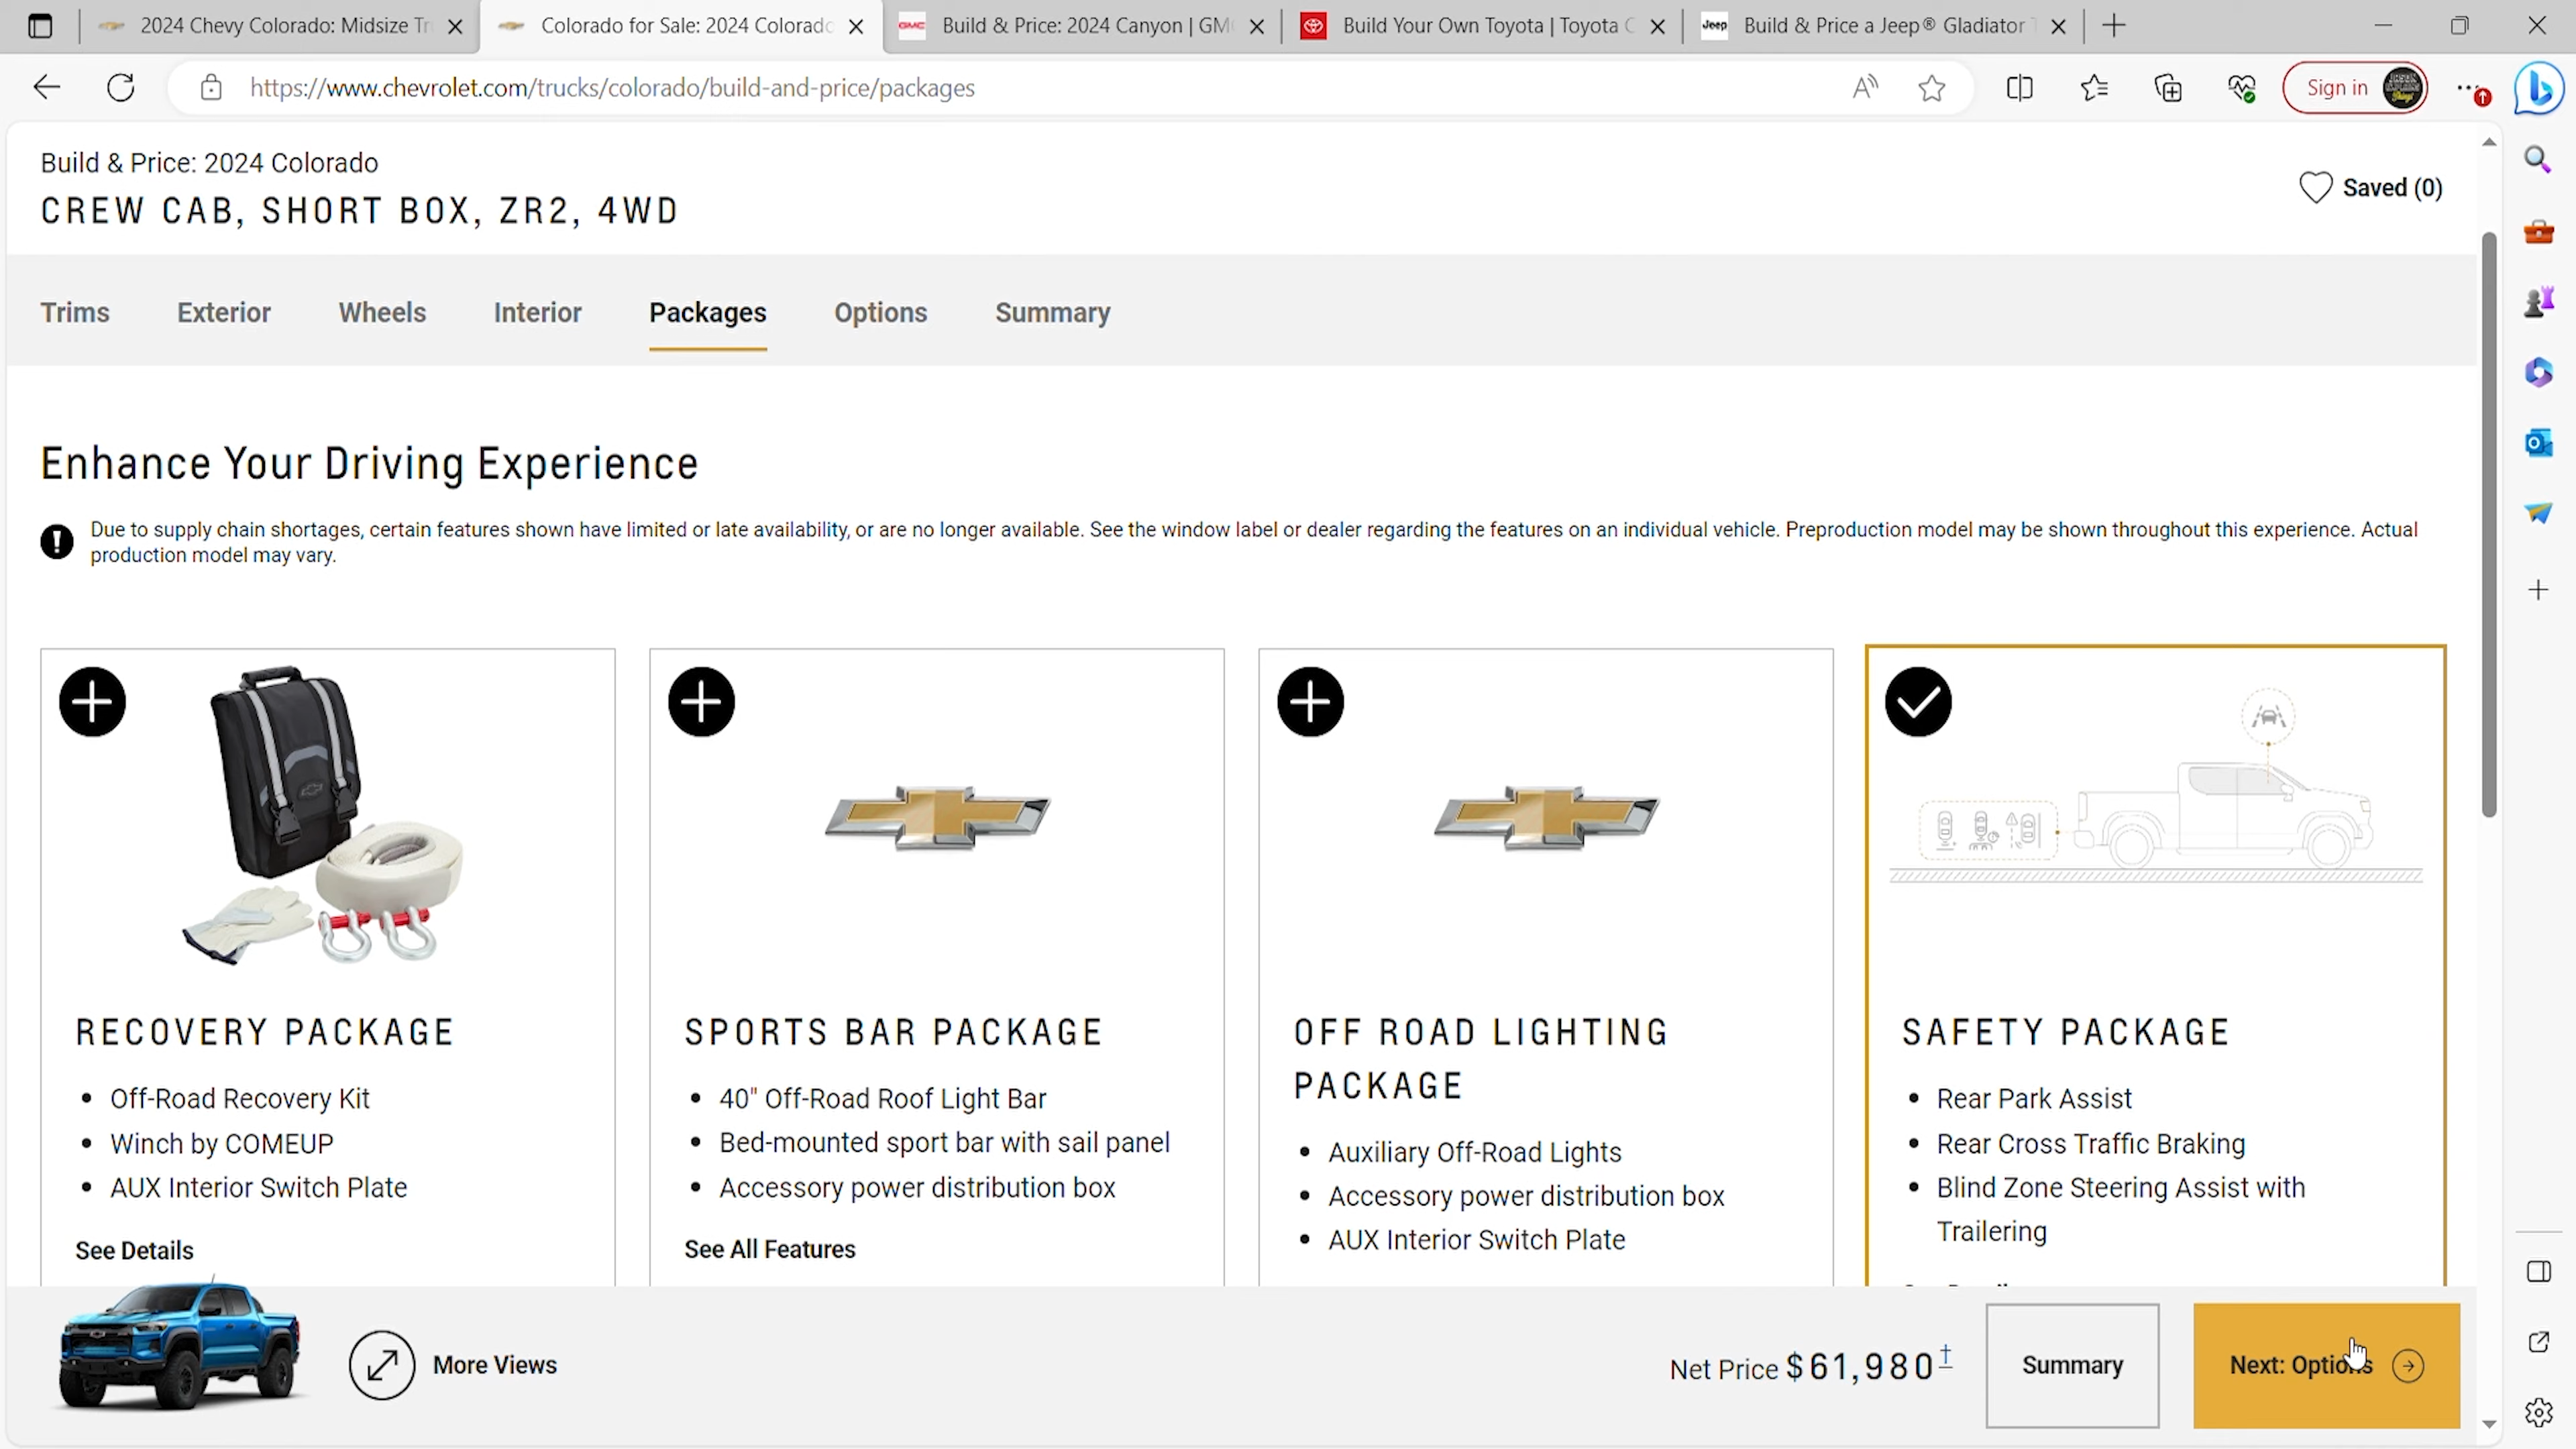 2024 Chevy Colorado: Midsize Tr
Colorado for Sale: 2024 Colorado
GMC
Build & Price: 2024 Canyon | GM
Build Your Own Toyota | Toyota
Jeep
Build & Price a Jeep® Gladiator
https://www.chevrolet.com/trucks/colorado/build-and-price/packages
Sign in
Build & Price: 2024 Colorado
CREW CAB, SHORT BOX, ZR2, 4WD
Saved (0)
Trims
Exterior
Wheels
Interior
Packages
Options
Summary
Enhance Your Driving Experience
Due to supply chain shortages, certain features shown have limited or late availability, or are no longer available. See the window label or dealer regarding the features on an individual vehicle. Preproduction model may be shown throughout this experience. Actual
production model may vary.
RECOVERY PACKAGE
• Off-Road Recovery Kit
• Winch by COMEUP
• AUX Interior Switch Plate
See Details
SPORTS BAR PACKAGE
• 40" Off-Road Roof Light Bar
• Bed-mounted sport bar with sail panel
• Accessory power distribution box
See All Features
OFF ROAD LIGHTING
PACKAGE
• Auxiliary Off-Road Lights
• Accessory power distribution box
• AUX Interior Switch Plate
SAFETY PACKAGE
• Rear Park Assist
• Rear Cross Traffic Braking
• Blind Zone Steering Assist with
Trailering
More Views
Net Price $61,980†
Summary
Next: Options